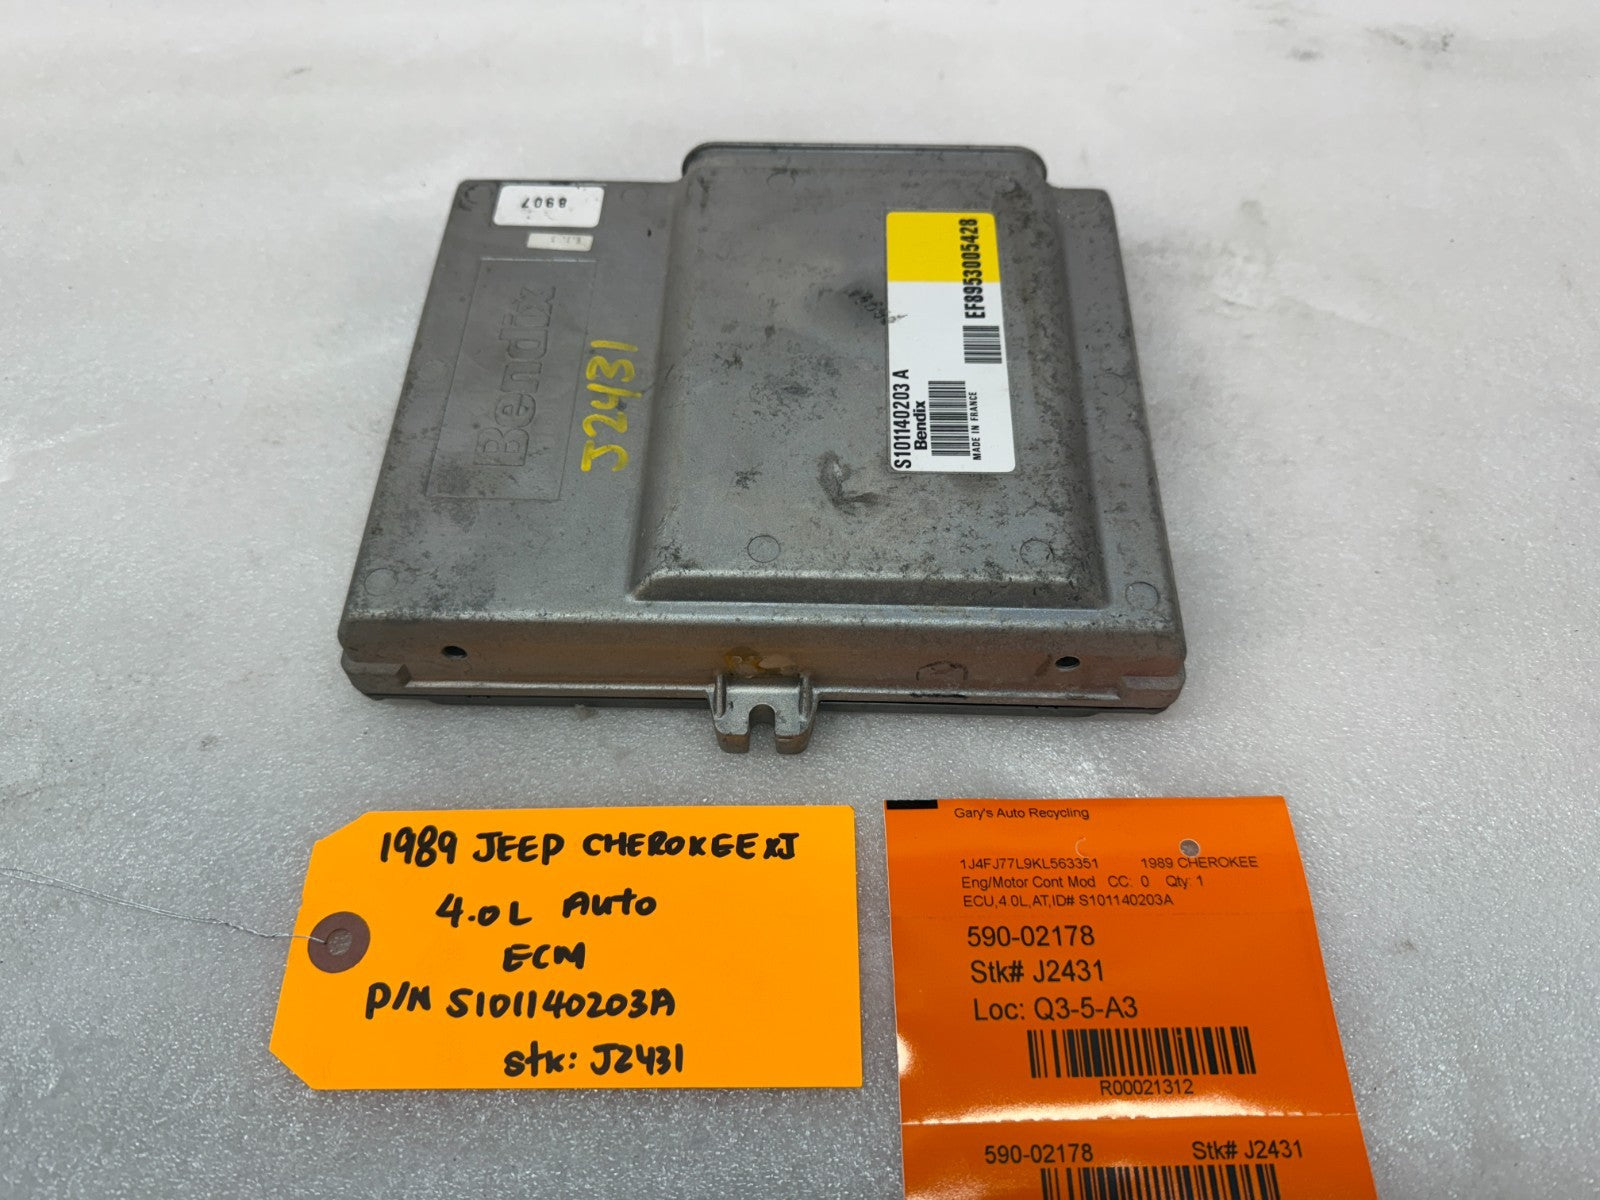 8907
Bendix
J2431
EF8953005428
S101140203 A
Bendix
MADE IN FRANCE
1989 JEEP CHEROKEE XJ
4.0L Auto
ECM
P/N S101140203A
Stk: J2431
Gary's Auto Recycling
1J4FJ77L9KL563351 1989 CHEROKEE
Eng/Motor Cont Mod CC: 0 Qty: 1
ECU,4.0L,AT,ID# S101140203A
590-02178
Stk# J2431
Loc: Q3-5-A3
R00021312
590-02178 Stk# J2431